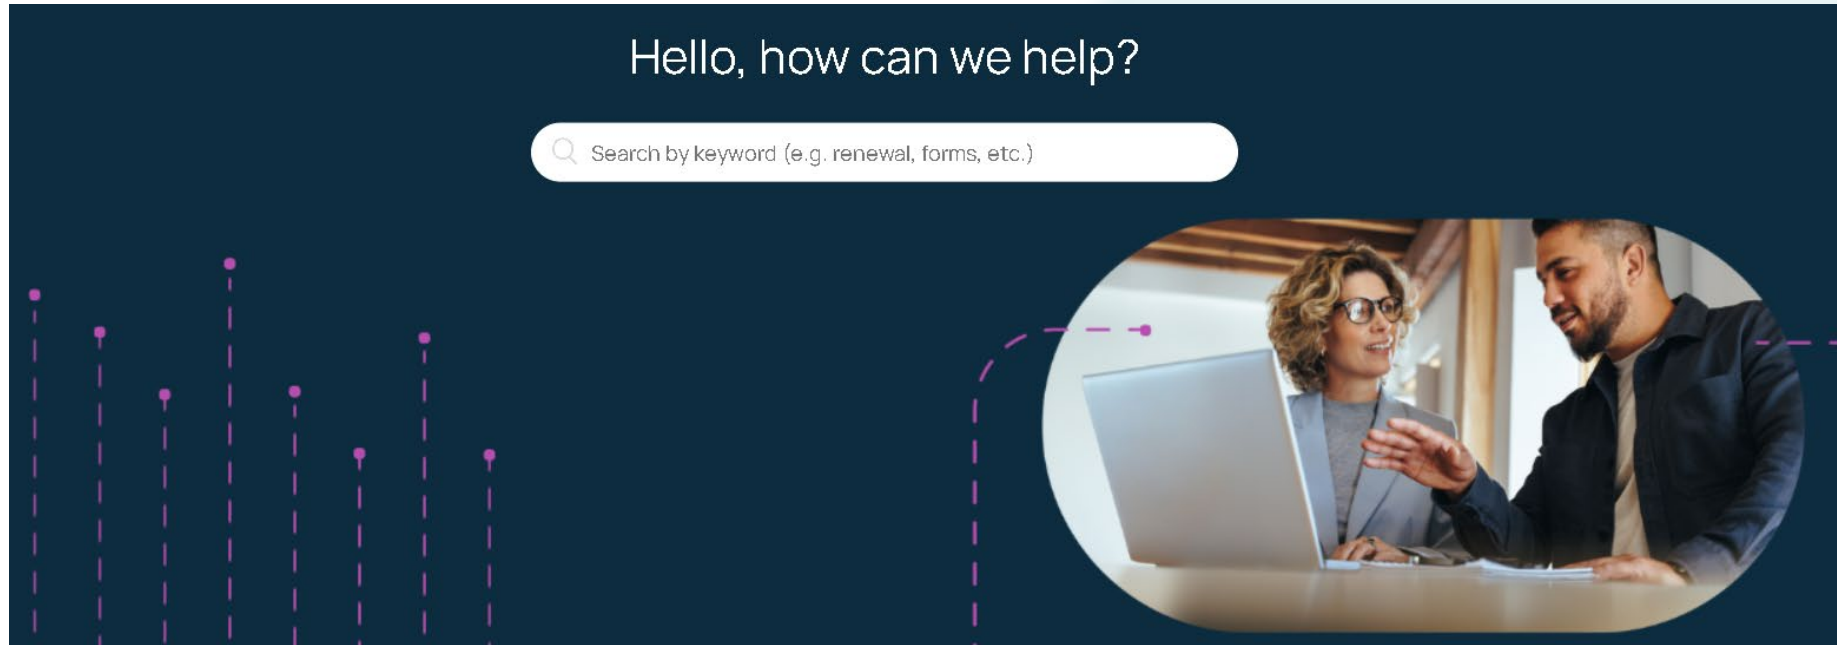 Hello, how can we help?
Search by keyword (e.g. renewal, forms, etc.)